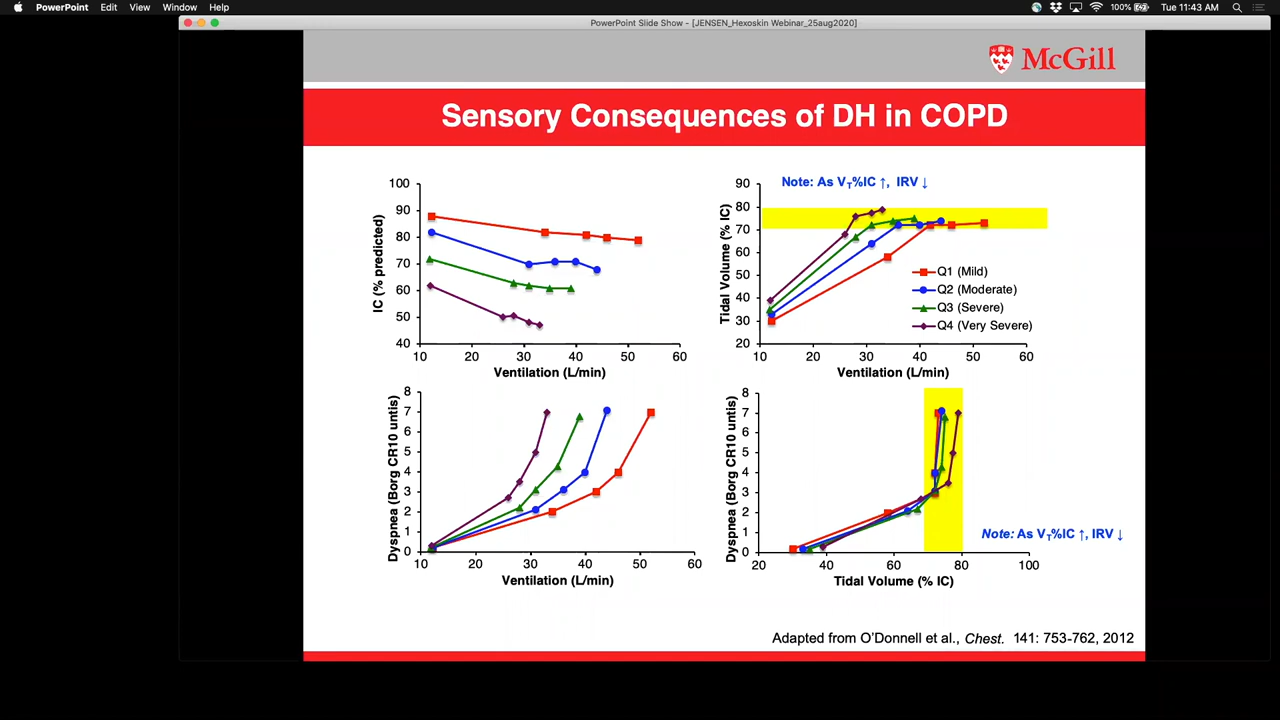 PowerPoint Edit View Window Help
100% Tue 11:43 AM
PowerPoint Slide Show - [JENSEN_Hexoskin Webinar_25aug2020]
McGill
Sensory Consequences of DH in COPD
100
90
80
70
60
50
40
IC (% predicted)
10 20 30 40 50 60
Ventilation (L/min)
Note: As VT%IC ↑, IRV ↓
90
80
70
60
50
40
30
20
Tidal Volume (% IC)
Q1 (Mild)
Q2 (Moderate)
Q3 (Severe)
Q4 (Very Severe)
10 20 30 40 50 60
Ventilation (L/min)
8
7
6
5
4
3
2
1
0
Dyspnea (Borg CR10 untis)
10 20 30 40 50 60
Ventilation (L/min)
8
7
6
5
4
3
2
1
0
Dyspnea (Borg CR10 untis)
Note: As VT%IC ↑, IRV ↓
20 40 60 80 100
Tidal Volume (% IC)
Adapted from O'Donnell et al., Chest. 141: 753-762, 2012